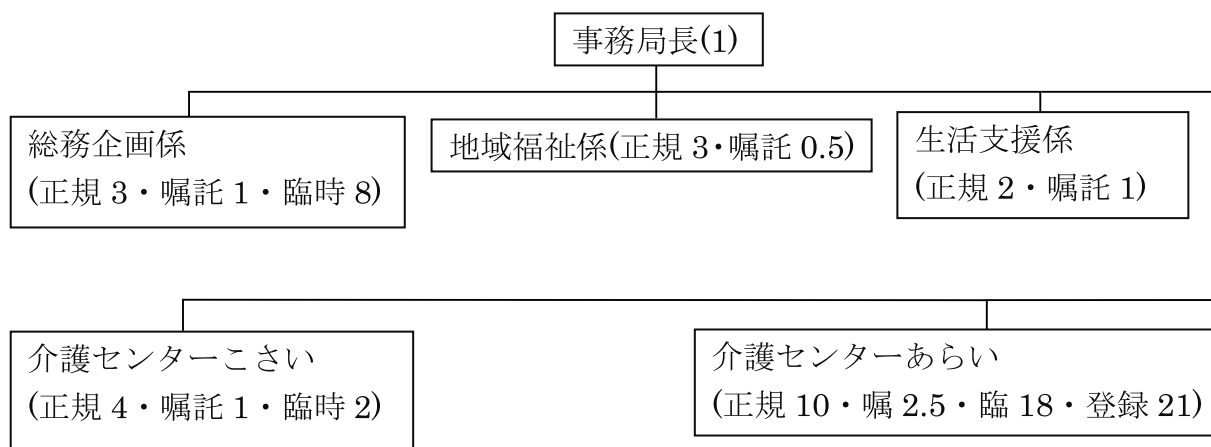 事務局長(1)
総務企画係
(正規 3・嘱託 1・臨時 8)
地域福祉係(正規 3・嘱託 0.5)
生活支援係
(正規 2・嘱託 1)
介護センターこさい
(正規 4・嘱託 1・臨時 2)
介護センターあらい
(正規 10・嘱 2.5・臨 18・登録 21)